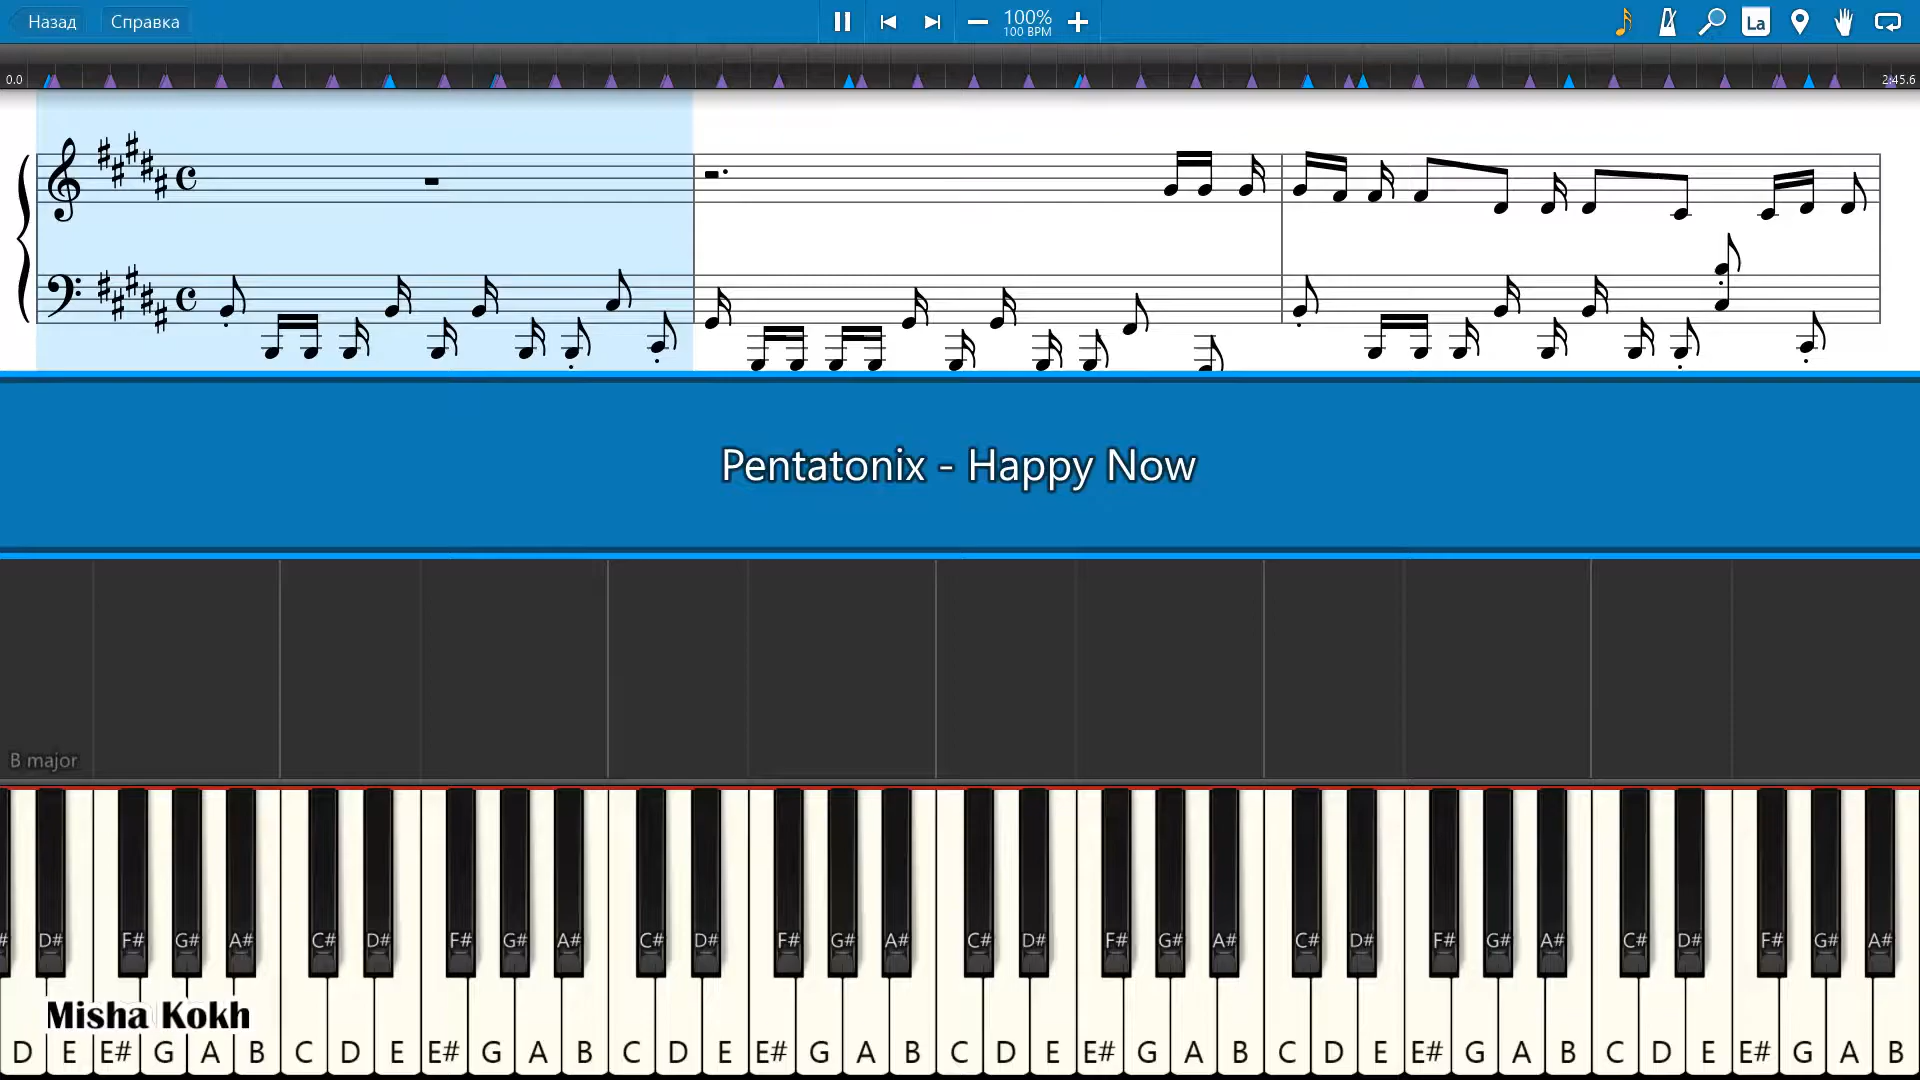 Назад Справка 100% La
100 BPM
0.0 2:45.6
Pentatonix - Happy Now
B major
# D# F# G# A# C# D# F# G# A# C# D# F# G# A# C# D# F# G# A# C# D# F# G# A# C# D# F# G# A#
Misha Kokh
D E E# G A B C D E E# G A B C D E E# G A B C D E E# G A B C D E E# G A B C D E E# G A B